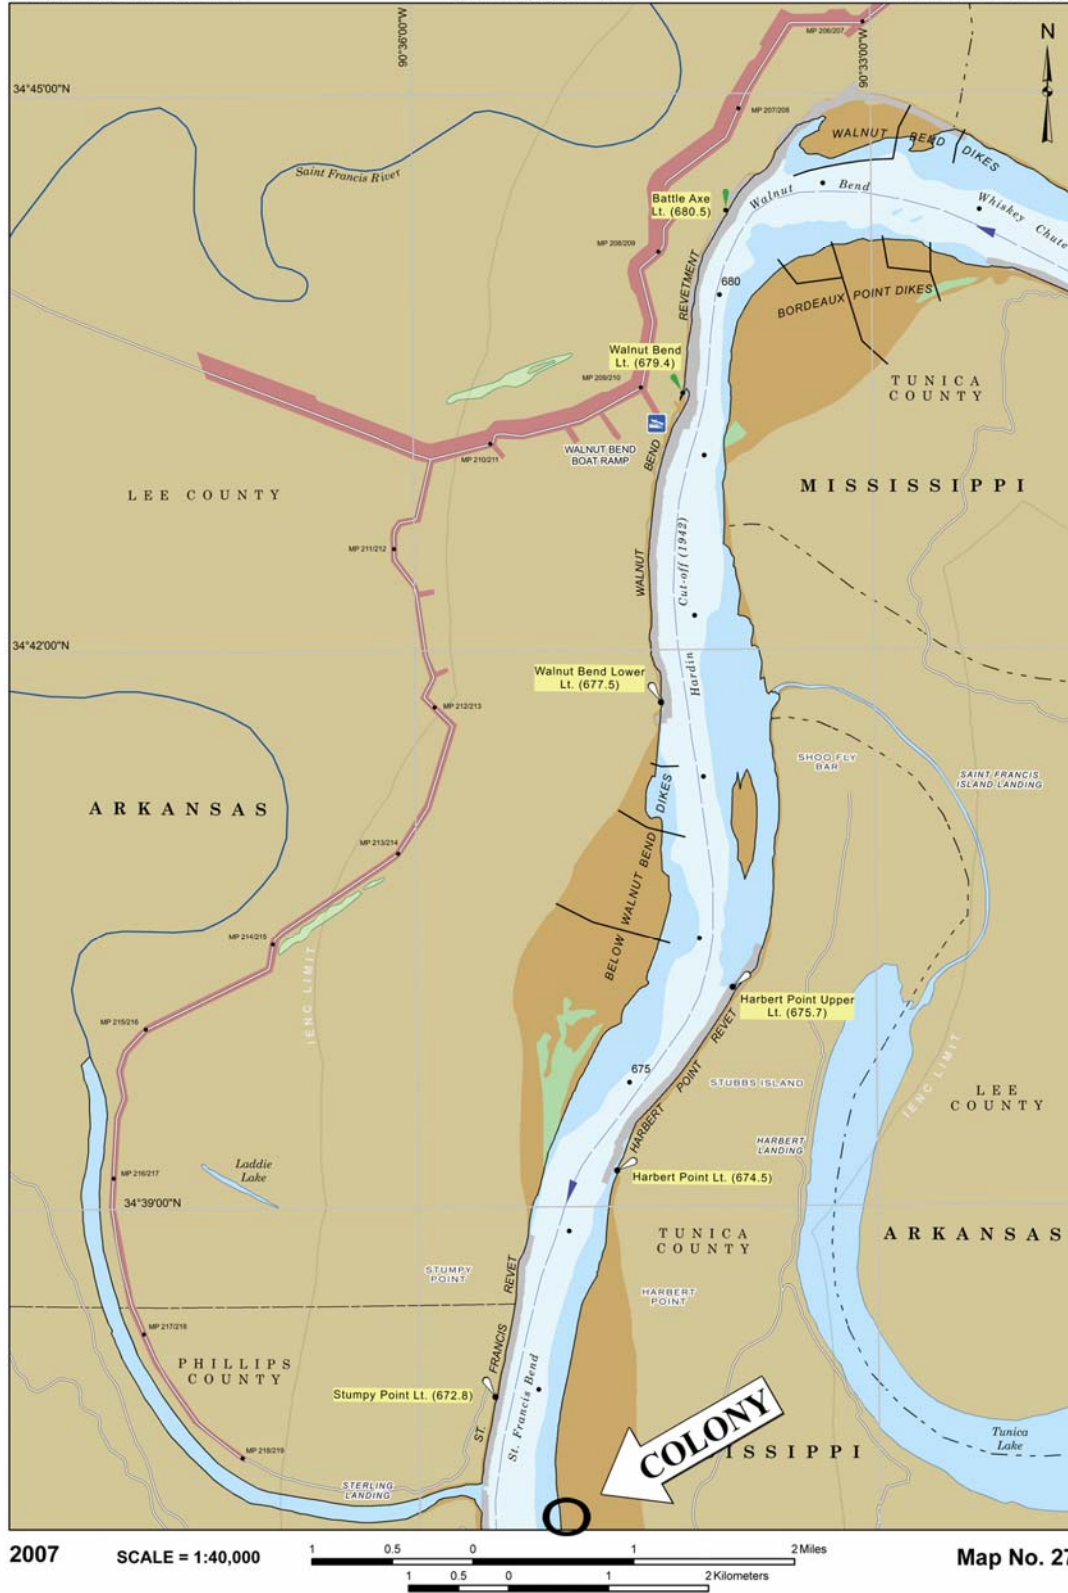 90°36'00"W
90°33'00"W
N
MP 206/207
34°45'00"N
MP 207/208
WALNUT BEND DIKES
Saint Francis River
Battle Axe
Lt. (680.5)
Walnut Bend
Whiskey Chute
MP 208/209
REVETMENT
680
BORDEAUX POINT DIKES
Walnut Bend
Lt. (679.4)
MP 209/210
TUNICA
COUNTY
WALNUT BEND
BOAT RAMP
MP 210/211
BEND
LEE COUNTY
MISSISSIPPI
MP 211/212
WALNUT
Cut-off (1942)
34°42'00"N
Hardin
Walnut Bend Lower
Lt. (677.5)
MP 212/213
SHOO FLY
BAR
SAINT FRANCIS
ISLAND LANDING
ARKANSAS
MP 213/214
BELOW WALNUT BEND DIKES
MP 214/215
IENC LIMIT
Harbert Point Upper
Lt. (675.7)
MP 215/216
675
HARBERT POINT REVET
STUBBS ISLAND
IENC LIMIT
LEE
COUNTY
HARBERT
LANDING
Laddie
Lake
MP 216/217
Harbert Point Lt. (674.5)
34°39'00"N
TUNICA
COUNTY
ARKANSAS
STUMPY
POINT
HARBERT
POINT
MP 217/218
PHILLIPS
COUNTY
ST. FRANCIS REVET
St. Francis Bend
Stumpy Point Lt. (672.8)
COLONY
ISSIPPI
Tunica
Lake
MP 218/219
STERLING
LANDING
2007
SCALE = 1:40,000
1 0.5 0 1 2 Miles
1 0.5 0 1 2 Kilometers
Map No. 27